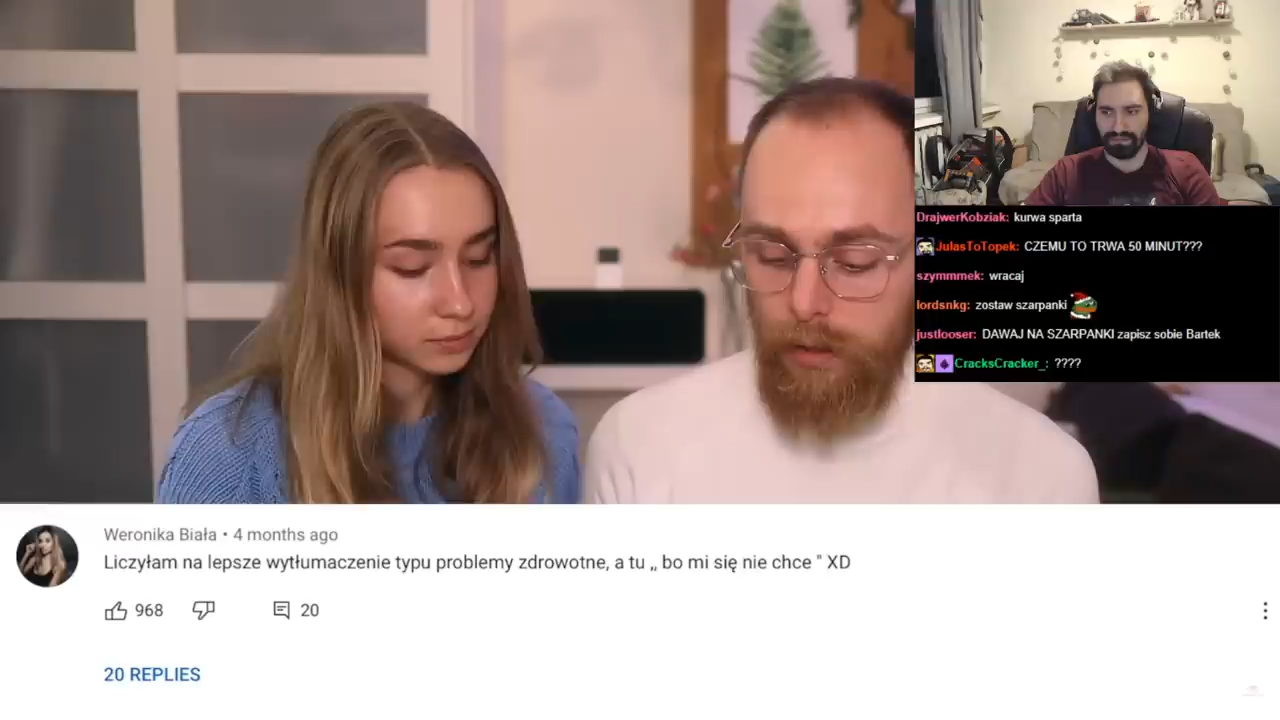 DrajwerKobziak: kurwa sparta
JulasToTopek: CZEMU TO TRWA 50 MINUT???
szymmmek: wracaj
lordsnkg: zostaw szarpanki
justlooser: DAWAJ NA SZARPANKI zapisz sobie Bartek
CracksCracker_: ????
Weronika Biała • 4 months ago
Liczyłam na lepsze wytłumaczenie typu problemy zdrowotne, a tu ,, bo mi się nie chce " XD
968 20
20 REPLIES